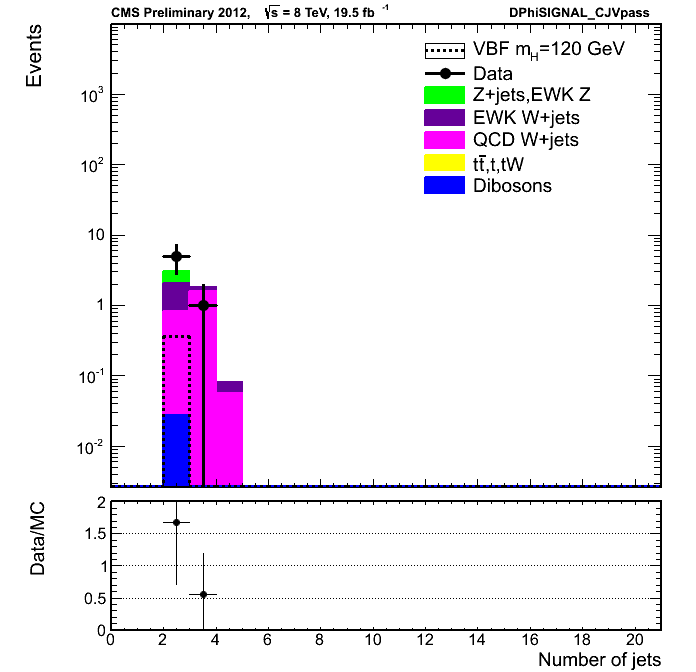 CMS Preliminary 2012, √s = 8 TeV, 19.5 fb⁻¹ DPhiSIGNAL_CJVpass
Events
VBF m_H=120 GeV
Data
Z+jets,EWK Z
EWK W+jets
QCD W+jets
tt̄,t,tW
Dibosons
10³
10²
10
1
10⁻¹
10⁻²
Data/MC
2
1.5
1
0.5
0
0 2 4 6 8 10 12 14 16 18 20
Number of jets